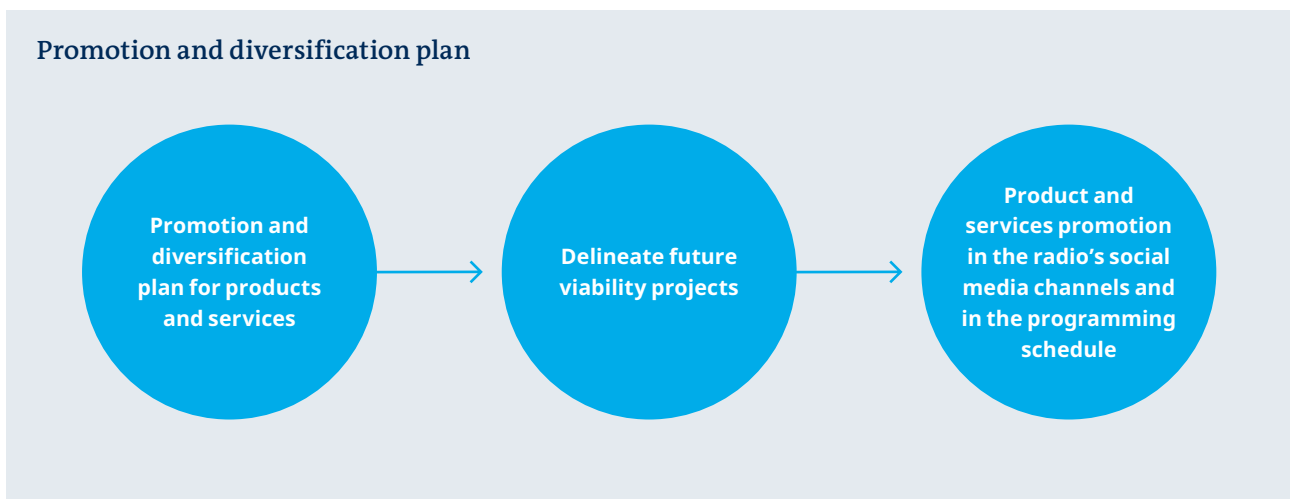 Promotion and diversification plan
Promotion and
diversification
plan for products
and services
Delineate future
viability projects
Product and
services promotion
in the radio’s social
media channels and
in the programming
schedule